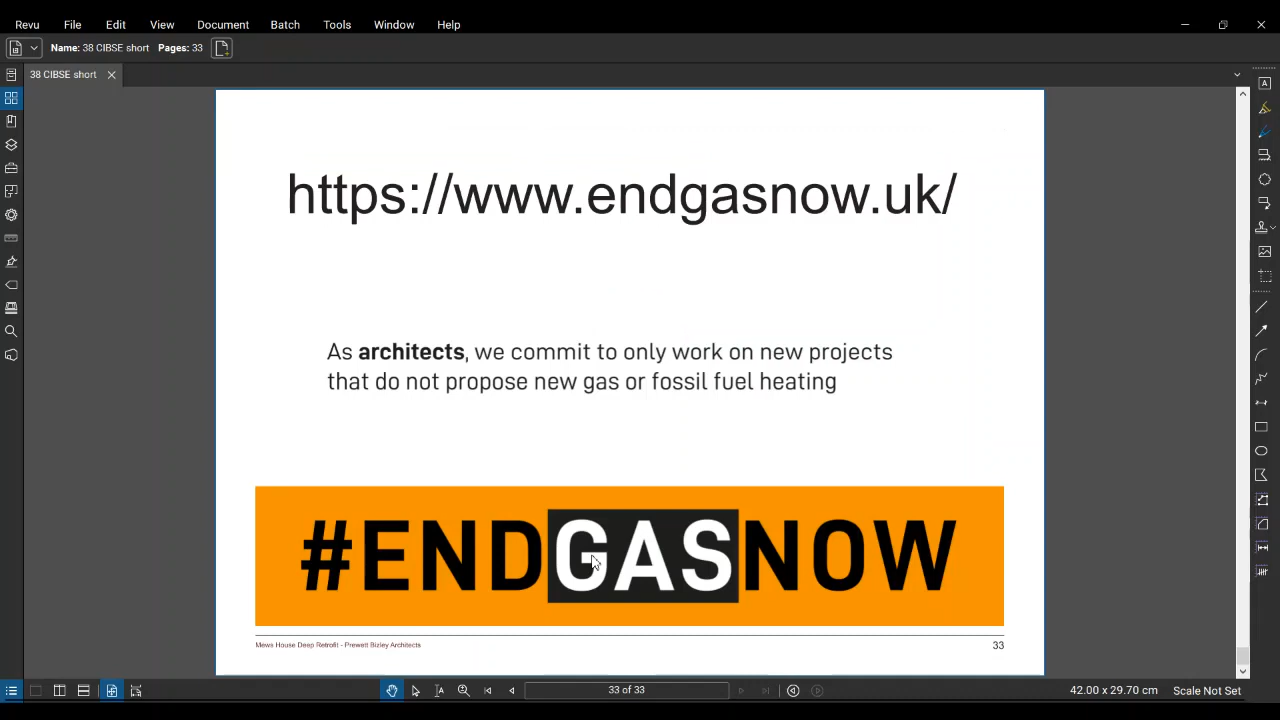 Revu File Edit View Document Batch Tools Window Help
Name: 38 CIBSE short Pages: 33
38 CIBSE short
https://www.endgasnow.uk/
As architects, we commit to only work on new projects
that do not propose new gas or fossil fuel heating
#ENDGASNOW
Mews House Deep Retrofit - Prewett Bizley Architects 33
33 of 33 42.00 x 29.70 cm Scale Not Set